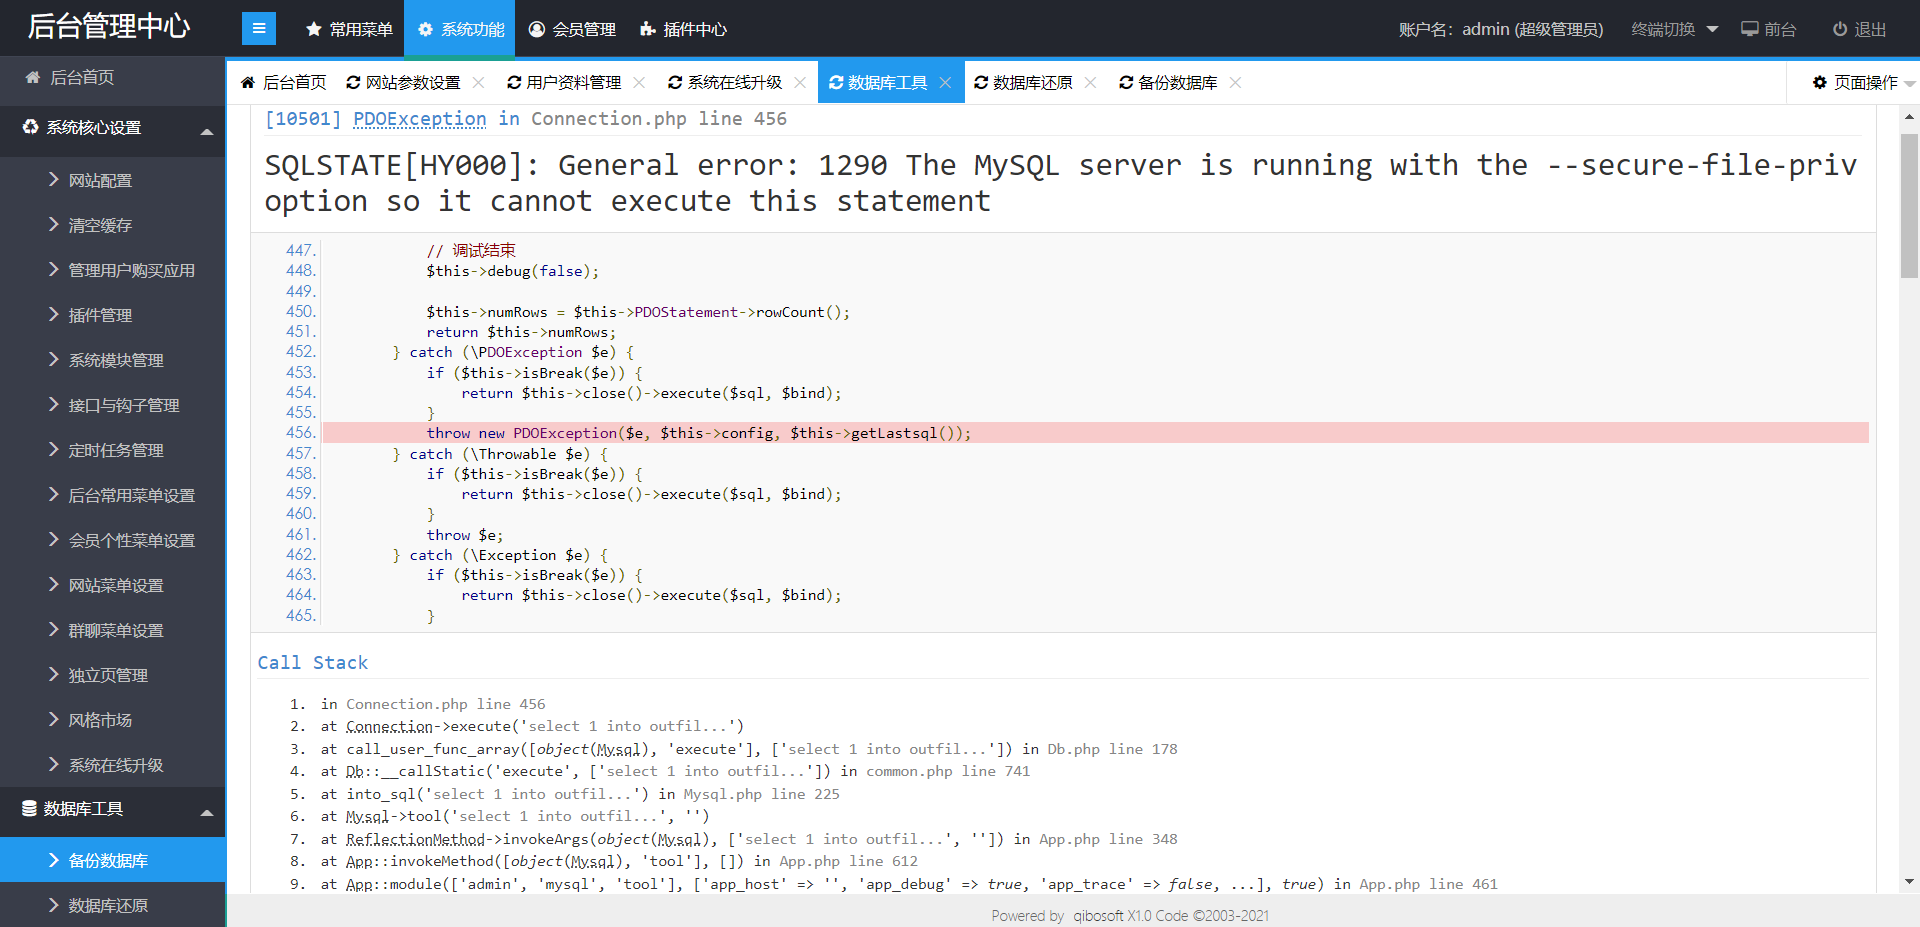 后台管理中心
常用菜单 系统功能 会员管理 插件中心
账户名：admin (超级管理员) 终端切换 前台 退出
后台首页 网站参数设置 用户资料管理 系统在线升级 数据库工具 数据库还原 备份数据库 页面操作
后台首页
系统核心设置
网站配置
清空缓存
管理用户购买应用
插件管理
系统模块管理
接口与钩子管理
定时任务管理
后台常用菜单设置
会员个性菜单设置
网站菜单设置
群聊菜单设置
独立页管理
风格市场
系统在线升级
数据库工具
备份数据库
数据库还原
[10501] PDOException in Connection.php line 456
SQLSTATE[HY000]: General error: 1290 The MySQL server is running with the --secure-file-priv
option so it cannot execute this statement
447. // 调试结束
448. $this->debug(false);
449.
450. $this->numRows = $this->PDOStatement->rowCount();
451. return $this->numRows;
452. } catch (\PDOException $e) {
453. if ($this->isBreak($e)) {
454. return $this->close()->execute($sql, $bind);
455. }
456. throw new PDOException($e, $this->config, $this->getLastsql());
457. } catch (\Throwable $e) {
458. if ($this->isBreak($e)) {
459. return $this->close()->execute($sql, $bind);
460. }
461. throw $e;
462. } catch (\Exception $e) {
463. if ($this->isBreak($e)) {
464. return $this->close()->execute($sql, $bind);
465. }
Call Stack
1. in Connection.php line 456
2. at Connection->execute('select 1 into outfil...')
3. at call_user_func_array([object(Mysql), 'execute'], ['select 1 into outfil...']) in Db.php line 178
4. at Db::__callStatic('execute', ['select 1 into outfil...']) in common.php line 741
5. at into_sql('select 1 into outfil...') in Mysql.php line 225
6. at Mysql->tool('select 1 into outfil...', '')
7. at ReflectionMethod->invokeArgs(object(Mysql), ['select 1 into outfil...', '']) in App.php line 348
8. at App::invokeMethod([object(Mysql), 'tool'], []) in App.php line 612
9. at App::module(['admin', 'mysql', 'tool'], ['app_host' => '', 'app_debug' => true, 'app_trace' => false, ...], true) in App.php line 461
Powered by qibosoft X1.0 Code ©2003-2021